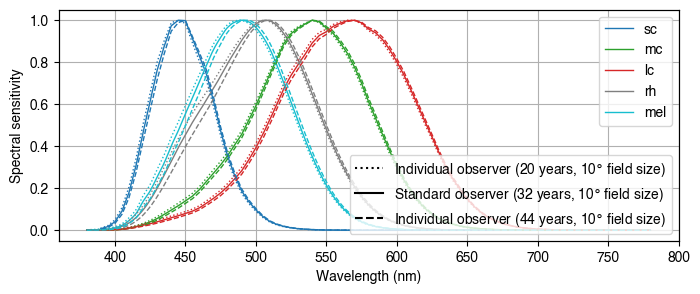 1.0
0.8
0.6
0.4
0.2
0.0
Spectral sensitivity
sc
mc
lc
rh
mel
Individual observer (20 years, 10° field size)
Standard observer (32 years, 10° field size)
Individual observer (44 years, 10° field size)
400 450 500 550 600 650 700 750 800
Wavelength (nm)